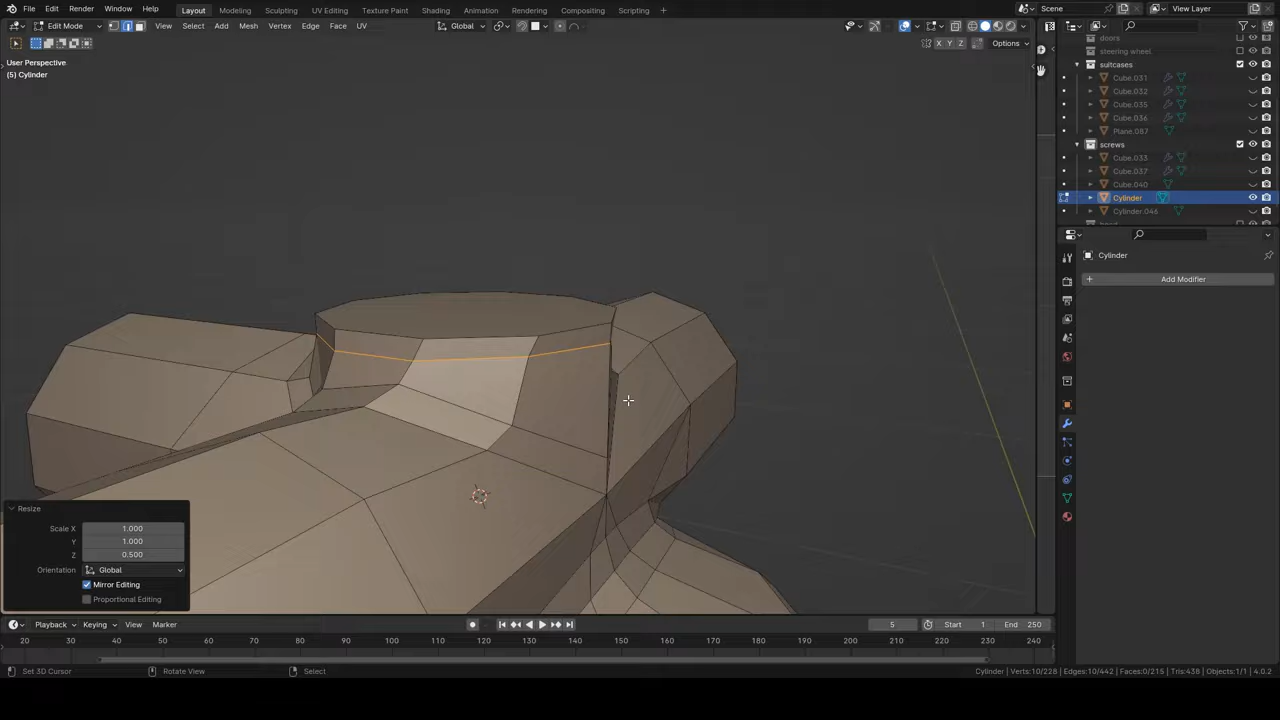 File Edit Render Window Help Layout Modeling Sculpting UV Editing Texture Paint Shading Animation Rendering Compositing Scripting + Scene View Layer
Edit Mode View Select Add Mesh Vertex Edge Face UV Global
X Y Z Options
User Perspective
(5) Cylinder
doors
steering wheel
suitcases
Cube.031
Cube.032
Cube.035
Cube.036
Plane.087
screws
Cube.033
Cube.037
Cube.040
Cylinder
Cylinder.046
Cylinder
+ Add Modifier
Resize
Scale X 1.000
Y 1.000
Z 0.500
Orientation Global
Mirror Editing
Proportional Editing
Playback Keying View Marker 5 Start 1 End 250
20 30 40 50 60 70 80 90 100 110 120 130 140 150 160 170 180 190 200 210 220 230 240
Set 3D Cursor Rotate View Select Cylinder | Verts:10/228 | Edges:10/442 | Faces:0/215 | Tris:438 | Objects:1/1 | 4.0.2